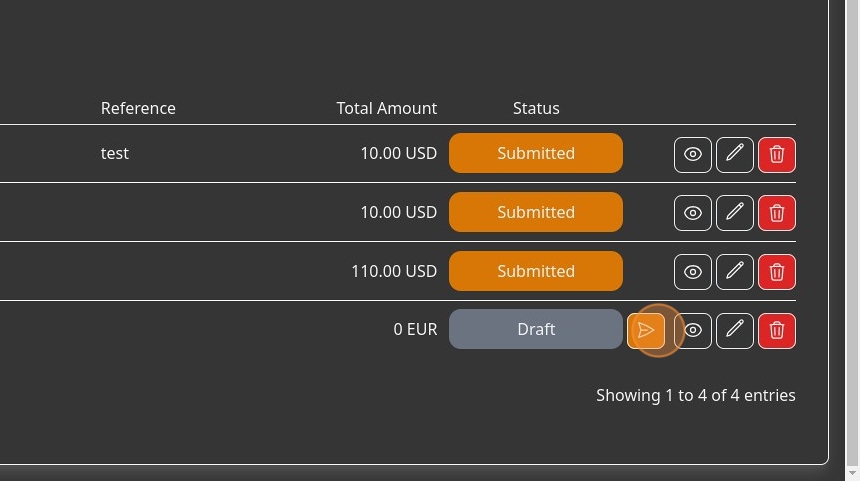 Reference Total Amount Status
test 10.00 USD Submitted
10.00 USD Submitted
110.00 USD Submitted
0 EUR Draft
Showing 1 to 4 of 4 entries